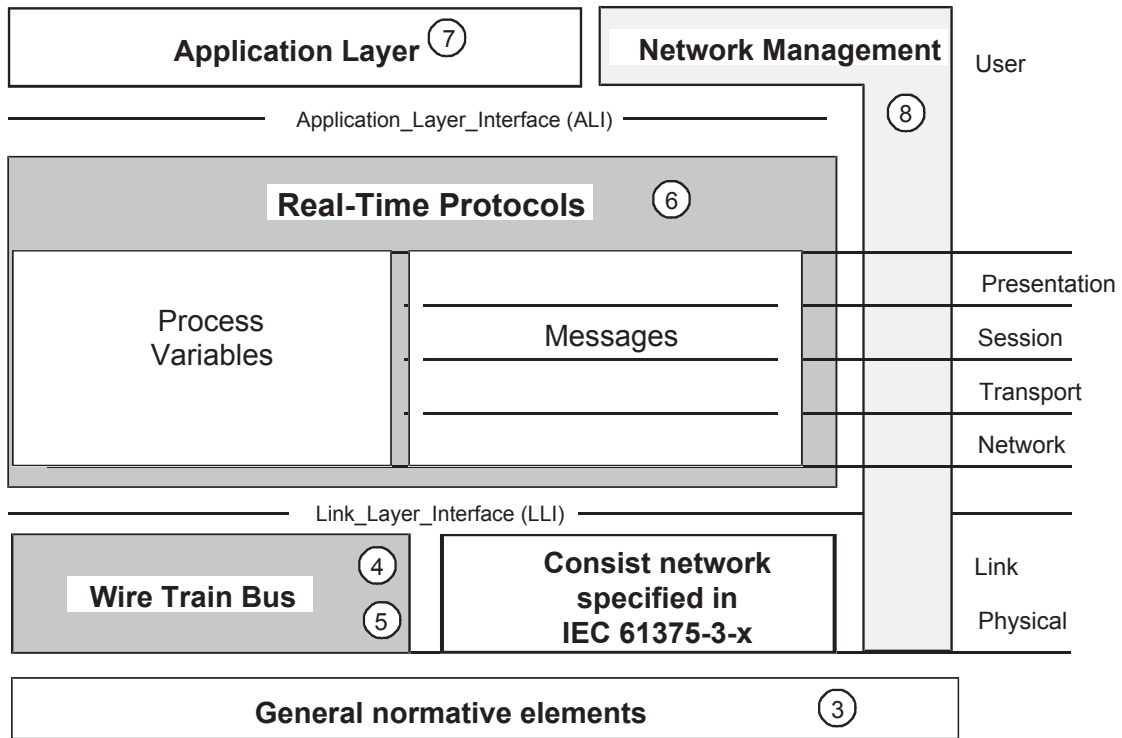 Application Layer 7
Network Management
User
8
Application_Layer_Interface (ALI)
Real-Time Protocols 6
Presentation
Process
Variables
Messages
Session
Transport
Network
Link_Layer_Interface (LLI)
4
Wire Train Bus
5
Consist network
specified in
IEC 61375-3-x
Link
Physical
General normative elements 3